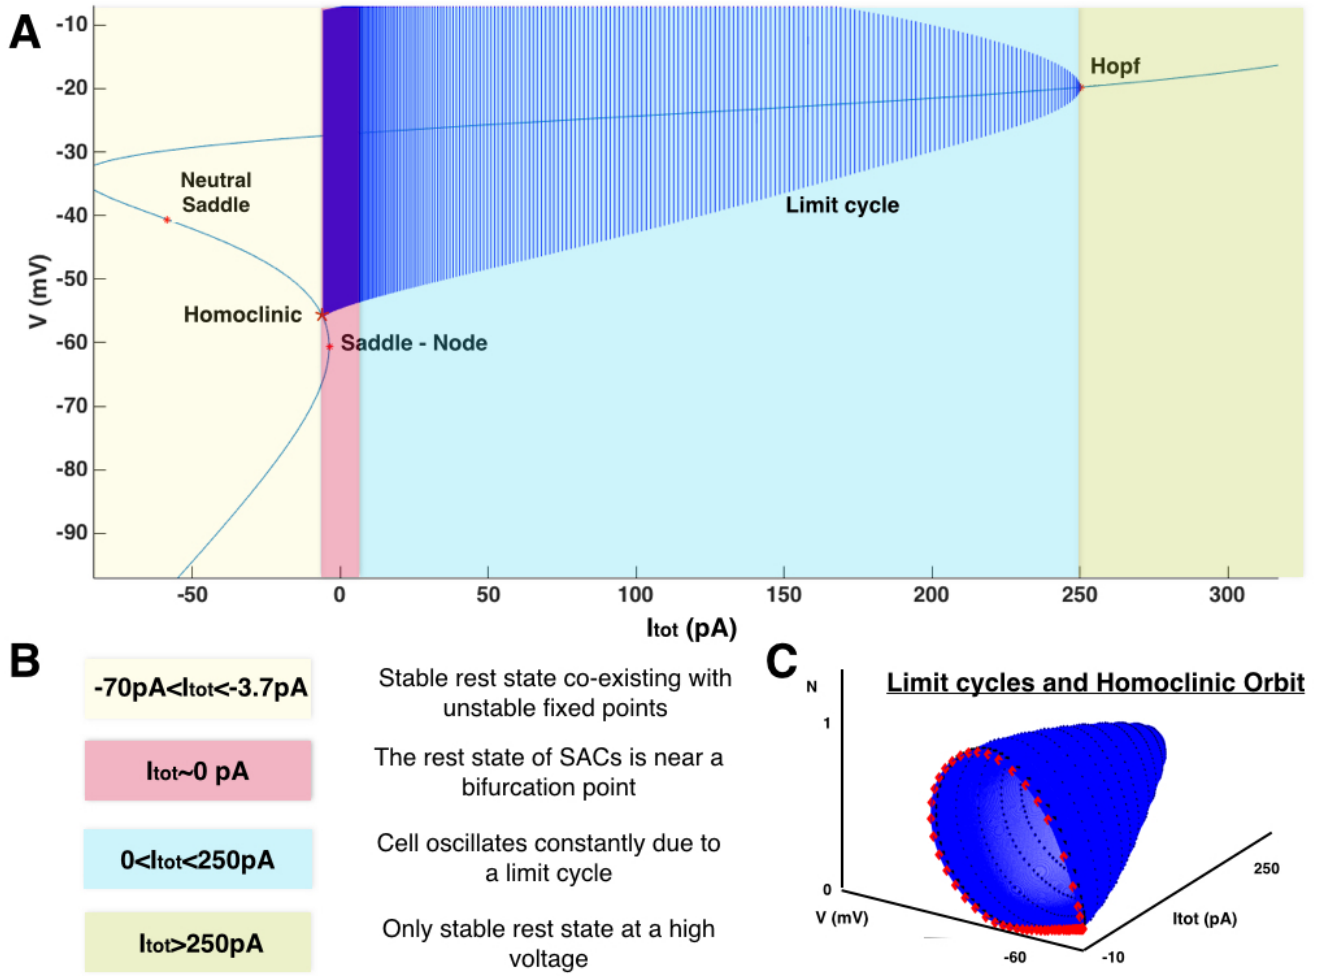 A
-10
-20
-30
-40
-50
-60
-70
-80
-90
V (mV)
Hopf
Neutral
Saddle
Limit cycle
Homoclinic
Saddle - Node
-50
0
50
100
150
200
250
300
Itot (pA)
B
-70pA<Itot<-3.7pA
Stable rest state co-existing with
unstable fixed points
Itot~0 pA
The rest state of SACs is near a
bifurcation point
0<Itot<250pA
Cell oscillates constantly due to
a limit cycle
Itot>250pA
Only stable rest state at a high
voltage
C
N
Limit cycles and Homoclinic Orbit
1
0
V (mV)
-60
-10
Itot (pA)
250